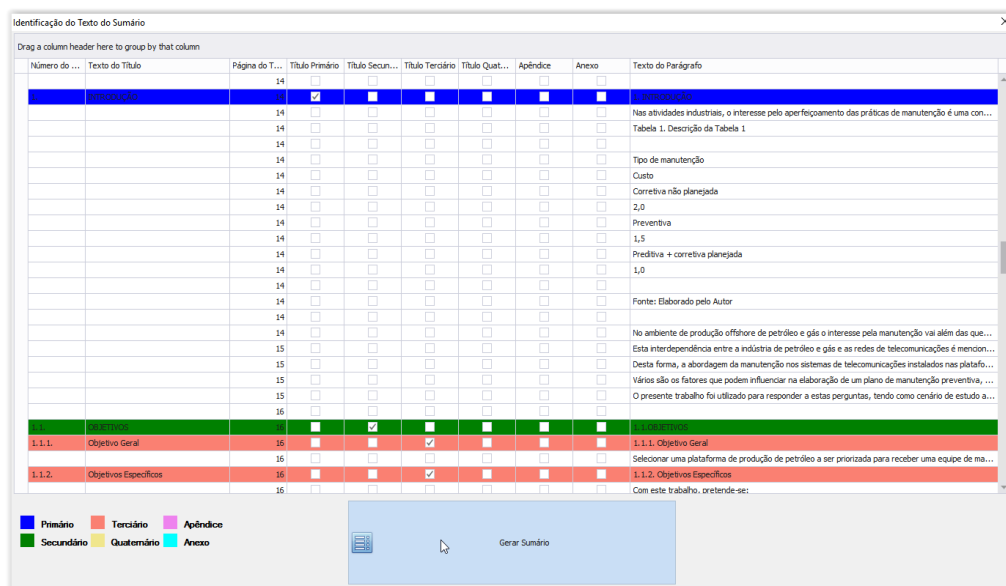 Identificação do Texto do Sumário
Drag a column header here to group by that column
Número do ... Texto do Título Página do T... Título Primário Título Secun... Título Terciário Título Quat... Apêndice Anexo Texto do Parágrafo
14
14 Nas atividades industriais, o interesse pelo aperfeiçoamento das práticas de manutenção é uma con...
14 Tabela 1. Descrição da Tabela 1
14
14 Tipo de manutenção
14 Custo
14 Corretiva não planejada
14 2,0
14 Preventiva
14 1,5
14 Preditiva + corretiva planejada
14 1,0
14
14 Fonte: Elaborado pelo Autor
14
14 No ambiente de produção offshore de petróleo e gás o interesse pela manutenção vai além das que...
15 Esta interdependência entre a indústria de petróleo e gás e as redes de telecomunicações é mencion...
15 Desta forma, a abordagem da manutenção nos sistemas de telecomunicações instalados nas platafo...
15 Vários são os fatores que podem influenciar na elaboração de um plano de manutenção preventiva, ...
15 O presente trabalho foi utilizado para responder a estas perguntas, tendo como cenário de estudo a...
16
1.1. OBJETIVOS 16 1.1.OBJETIVOS
1.1.1. Objetivo Geral 16 1.1.1. Objetivo Geral
16 Selecionar uma plataforma de produção de petróleo a ser priorizada para receber uma equipe de ma...
1.1.2. Objetivos Específicos 16 1.1.2. Objetivos Específicos
16 Com este trabalho, pretende-se:
Primário Terciário Apêndice
Secundário Quaternário Anexo
Gerar Sumário